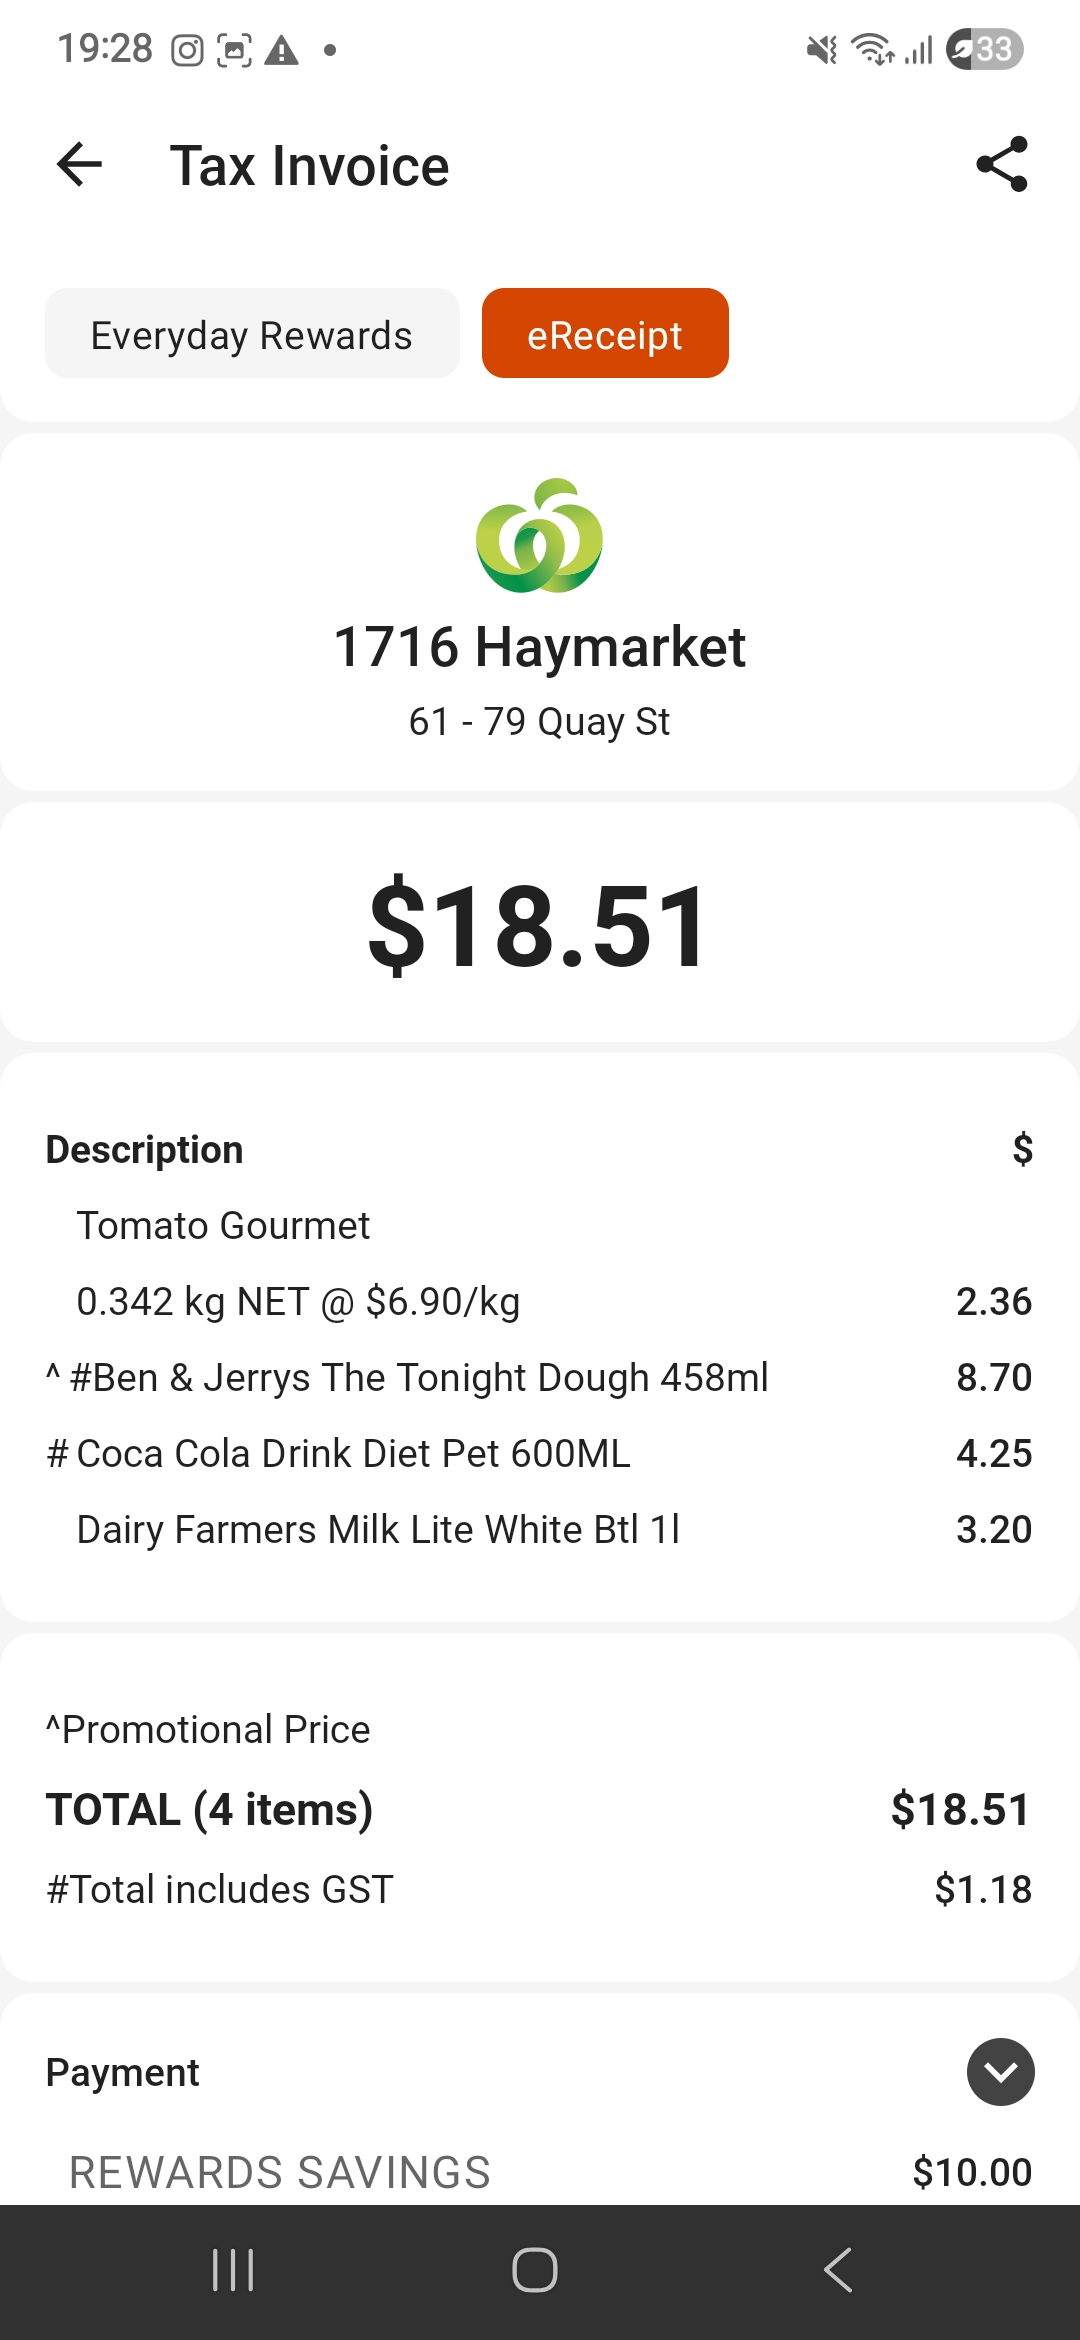 19:28
33
Tax Invoice
Everyday Rewards
eReceipt
1716 Haymarket
61 - 79 Quay St
$18.51
Description $
Tomato Gourmet
0.342 kg NET @ $6.90/kg 2.36
^ #Ben & Jerrys The Tonight Dough 458ml 8.70
# Coca Cola Drink Diet Pet 600ML 4.25
Dairy Farmers Milk Lite White Btl 1l 3.20
^Promotional Price
TOTAL (4 items) $18.51
#Total includes GST $1.18
Payment
REWARDS SAVINGS $10.00